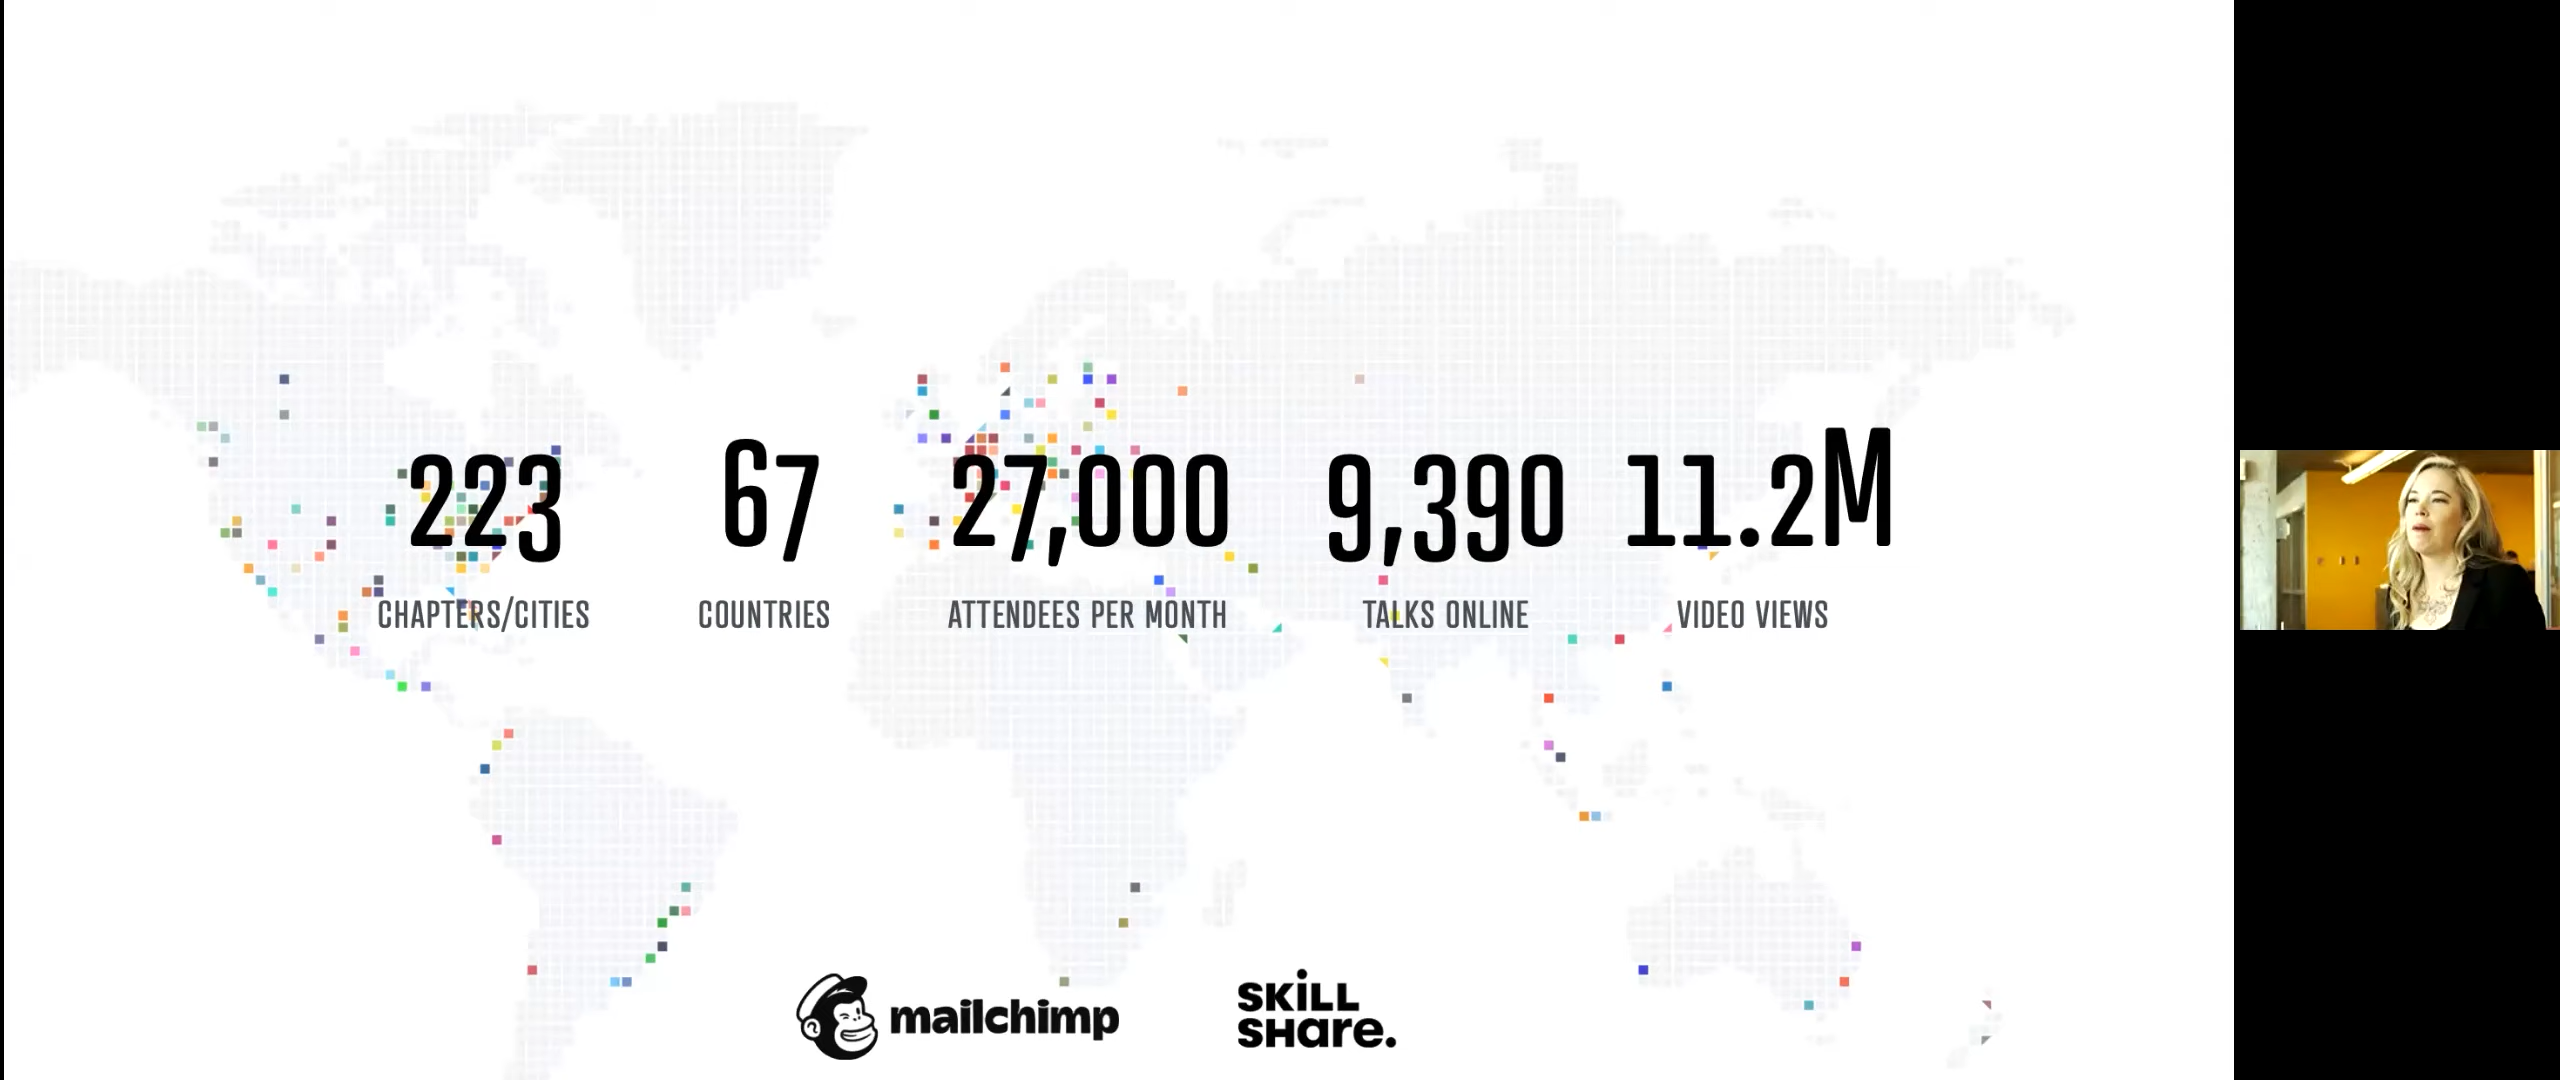 223
CHAPTERS/CITIES
67
COUNTRIES
27,000
ATTENDEES PER MONTH
9,390
TALKS ONLINE
11.2M
VIDEO VIEWS
mailchimp
SKiLL
SHare.